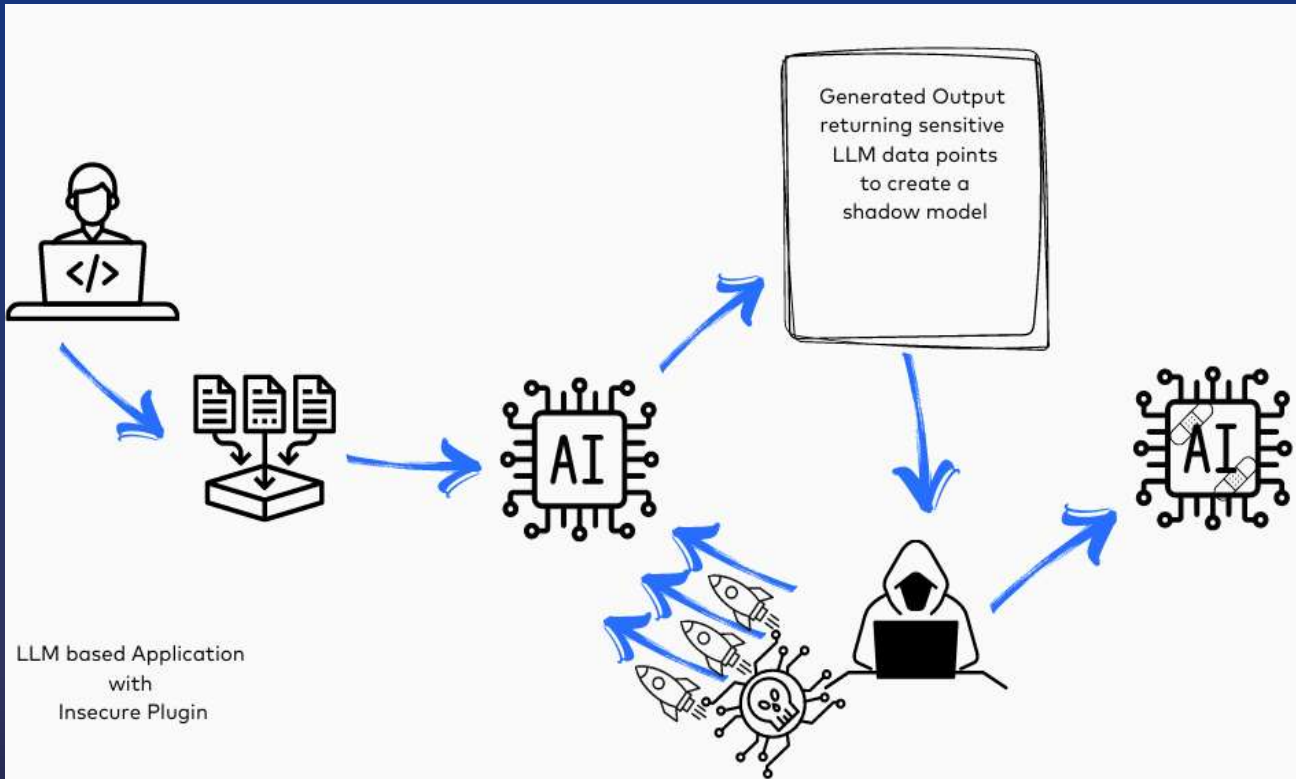 Generated Output
returning sensitive
LLM data points
to create a
shadow model
</>
AI
AI
LLM based Application
with
Insecure Plugin